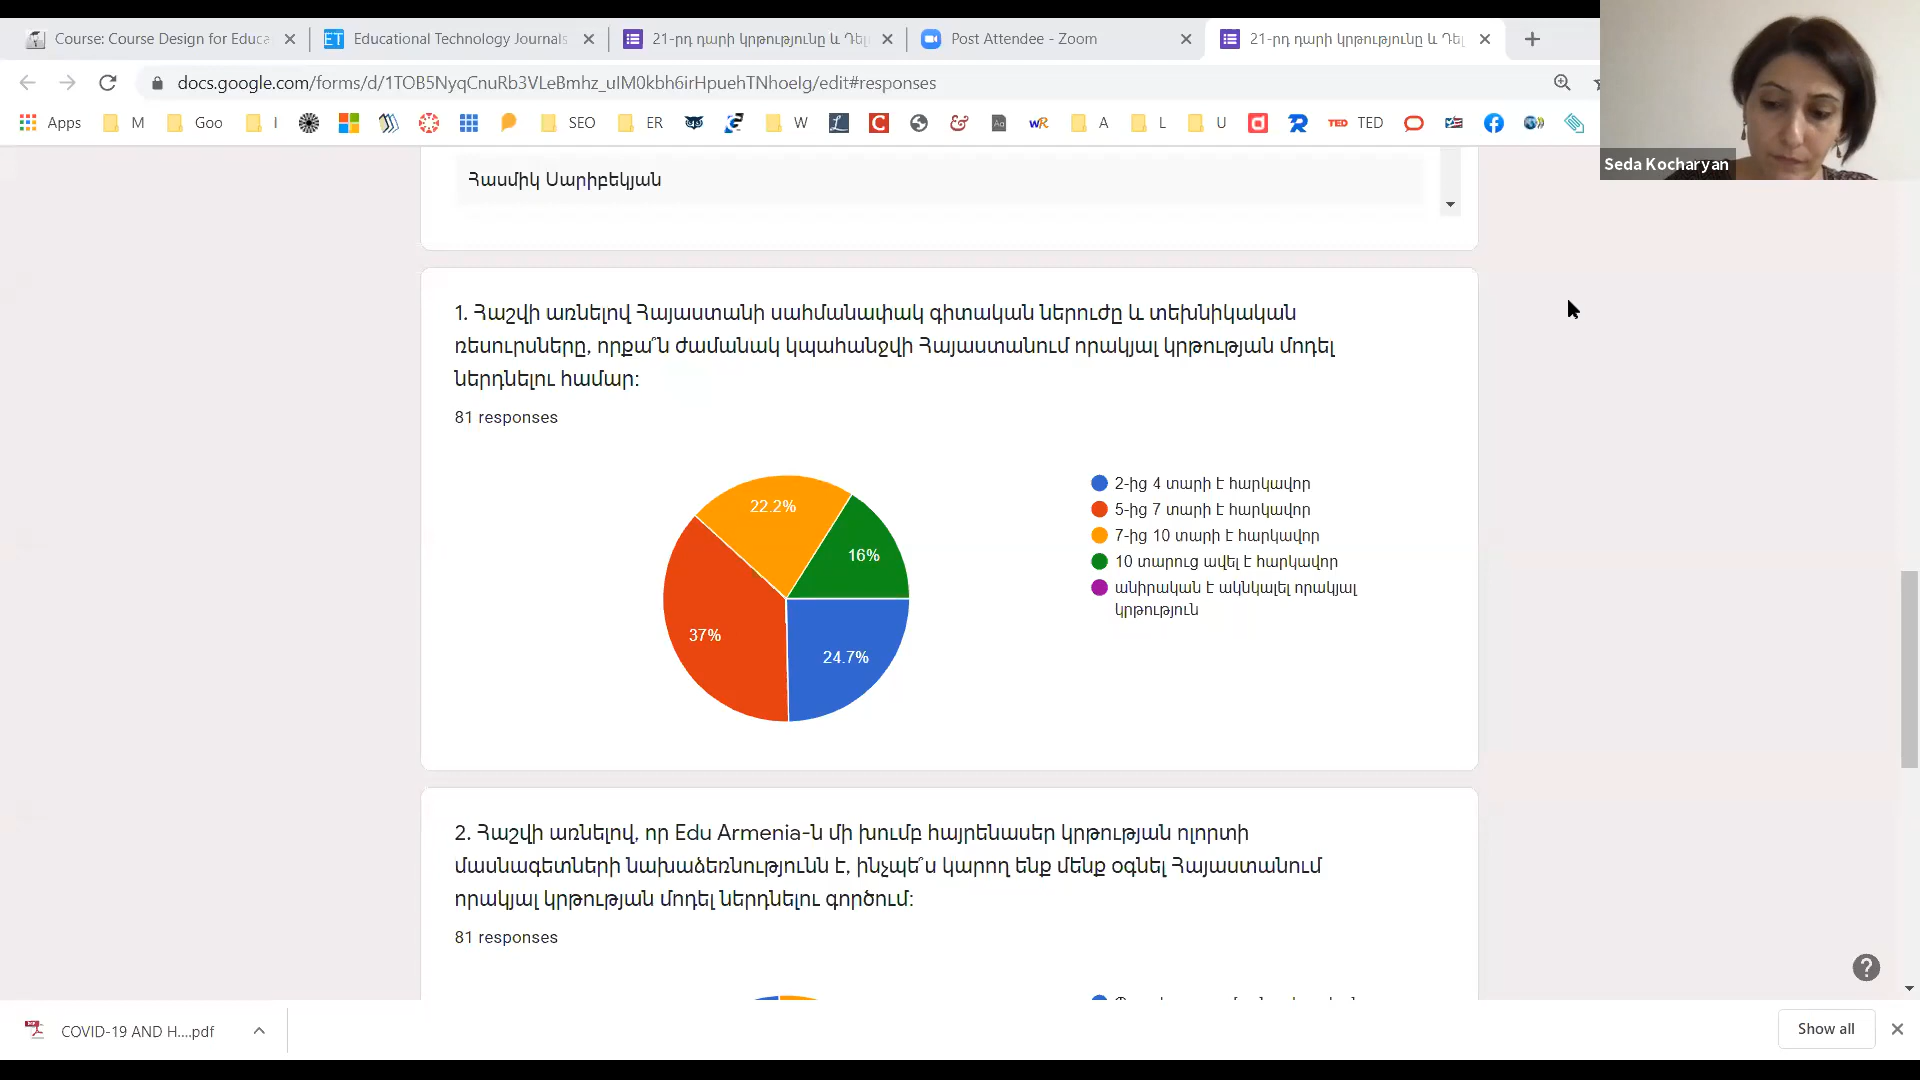 Course: Course Design for Educa
Educational Technology Journals
21-րդ դարի կրթությունը և Դեր
Post Attendee - Zoom
21-րդ դարի կրթությունը և Դե
docs.google.com/forms/d/1TOB5NyqCnuRb3VLeBmhz_uIM0kbh6irHpuehTNhoeIg/edit#responses
Apps M Goo I SEO ER W A L U TED TED
Seda Kocharyan
Հասմիկ Սարիբեկյան
1. Հաշվի առնելով Հայաստանի սահմանափակ գիտական ներուժը և տեխնիկական
ռեսուրսները, որքա՞ն ժամանակ կպահանջվի Հայաստանում որակյալ կրթության մոդել
ներդնելու համար:
81 responses
22.2%
16%
37%
24.7%
2-ից 4 տարի է հարկավոր
5-ից 7 տարի է հարկավոր
7-ից 10 տարի է հարկավոր
10 տարուց ավել է հարկավոր
անիրական է ակնկալել որակյալ
կրթություն
2. Հաշվի առնելով, որ Edu Armenia-ն մի խումբ հայրենասեր կրթության ոլորտի
մասնագետների նախաձեռնությունն է, ինչպե՞ս կարող ենք մենք օգնել Հայաստանում
որակյալ կրթության մոդել ներդնելու գործում:
81 responses
COVID-19 AND H....pdf
Show all